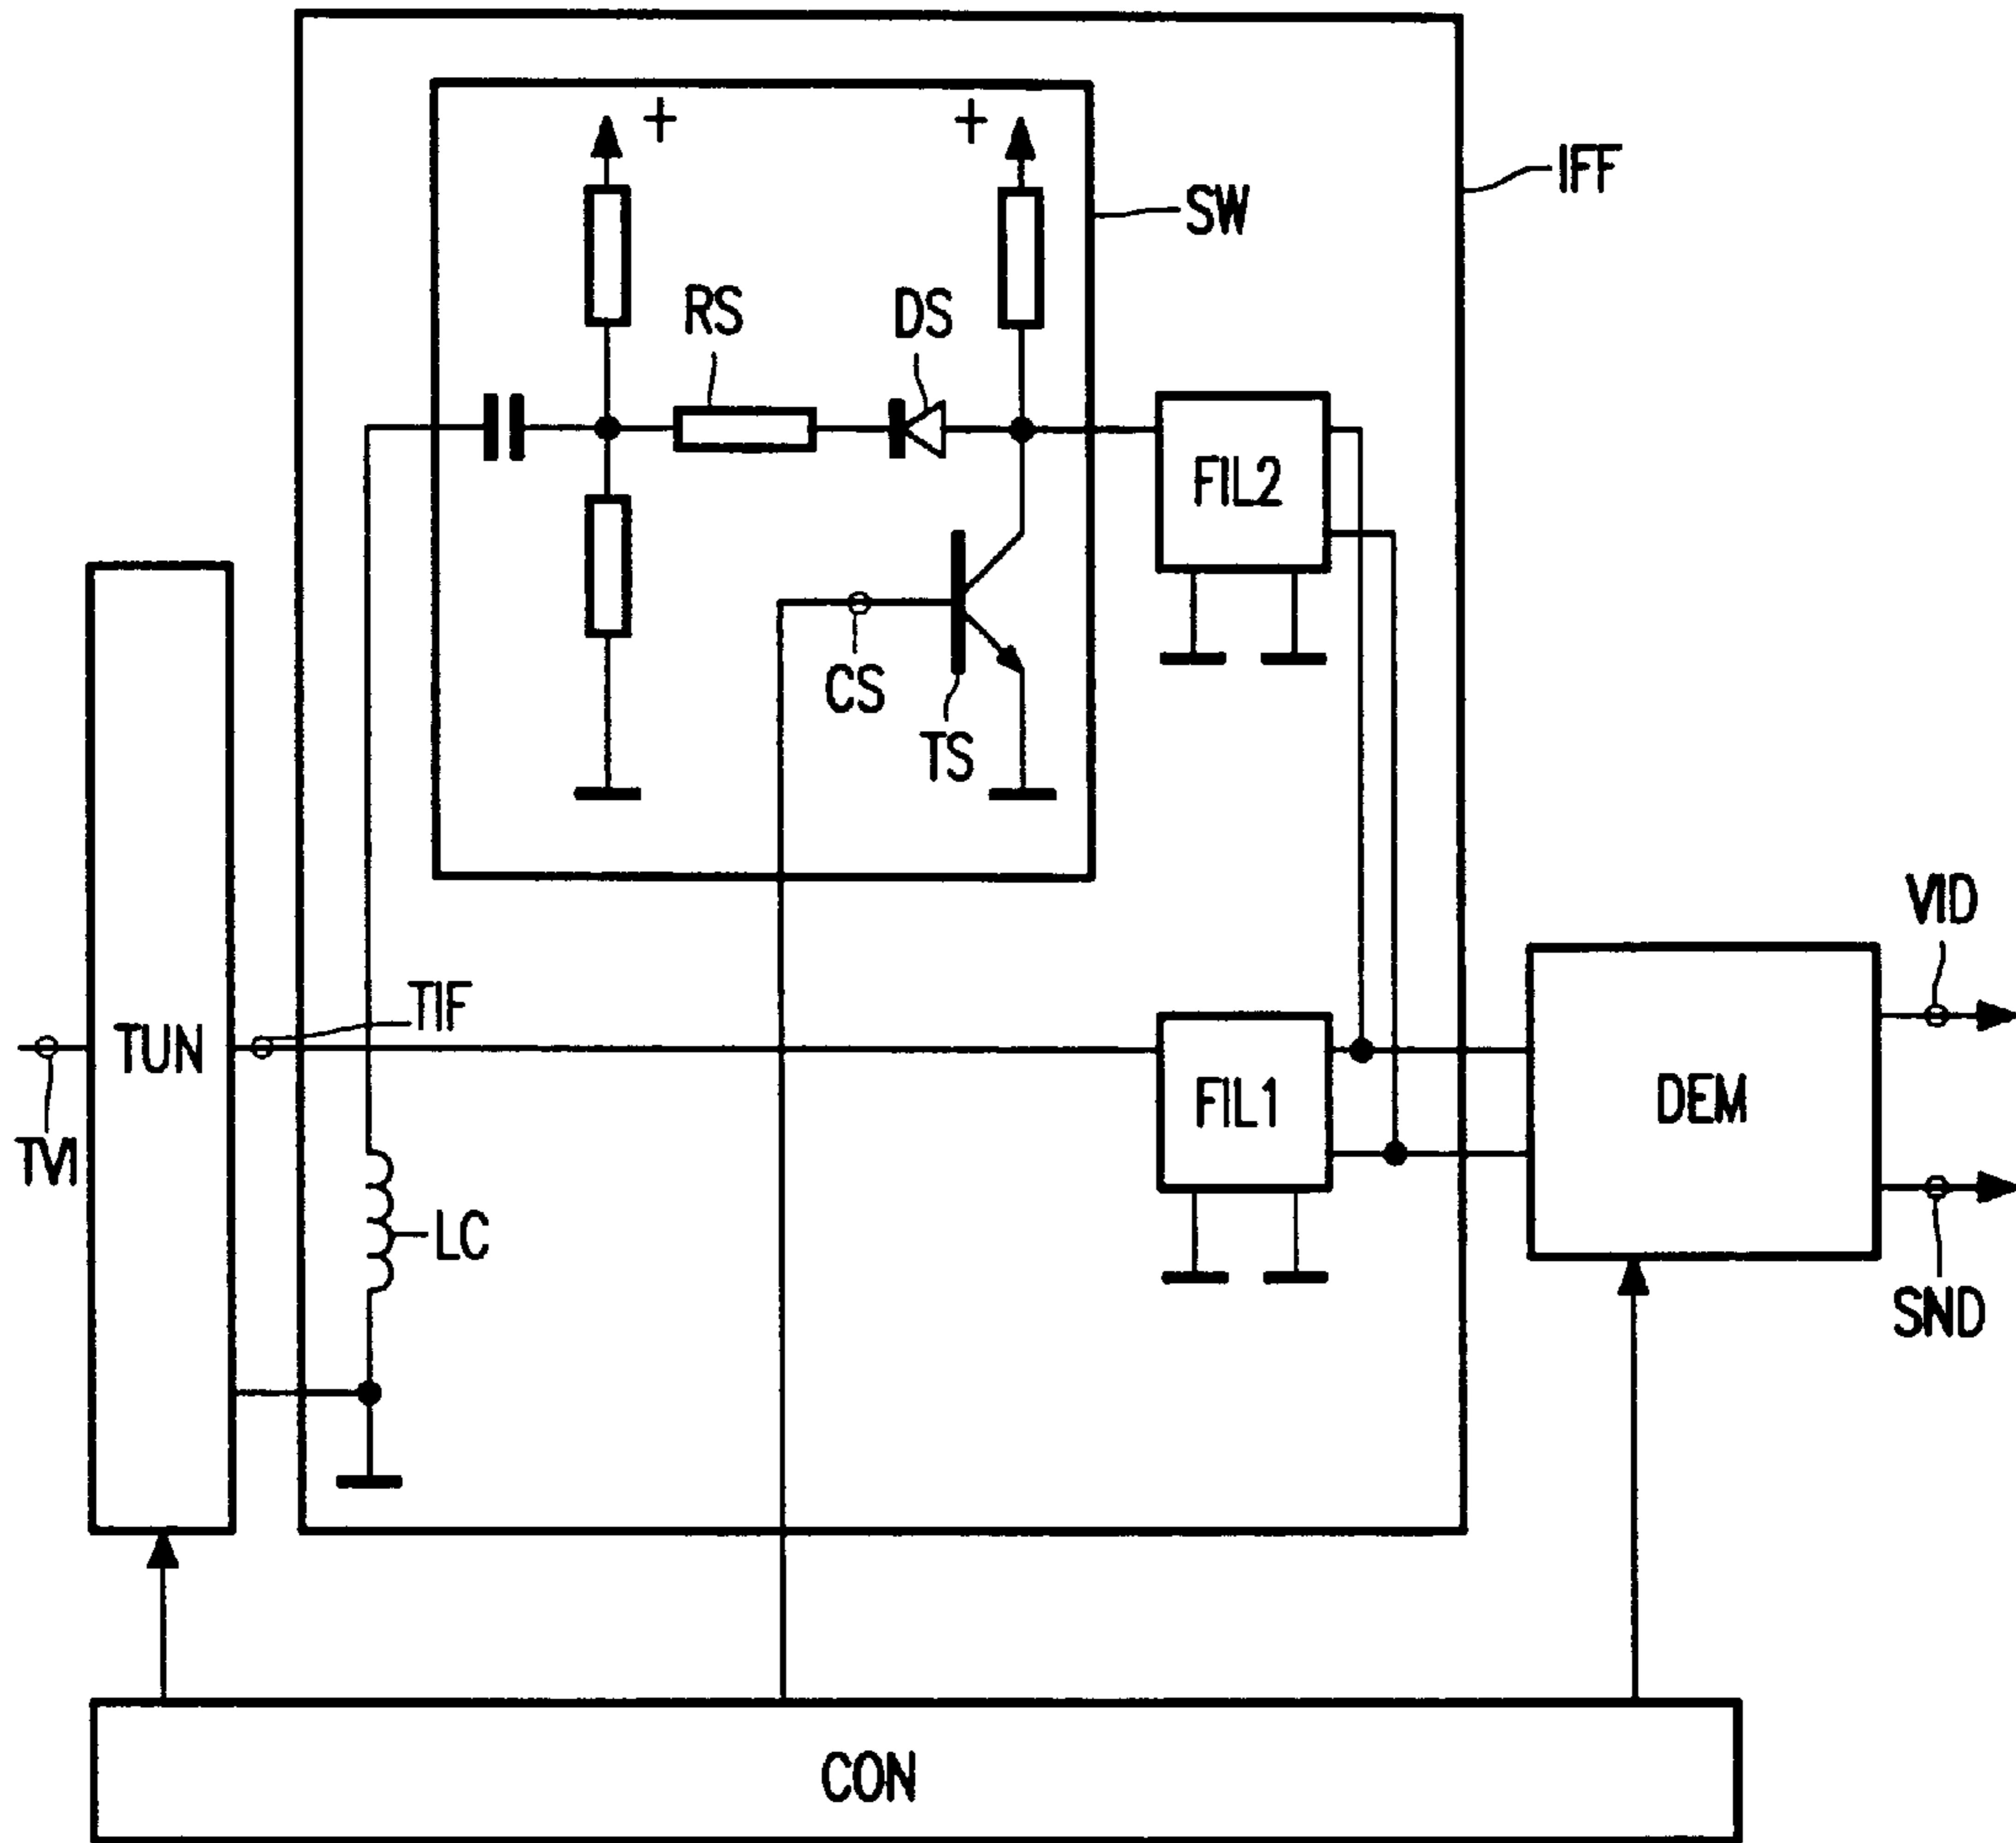 + +
IFF
SW
RS
DS
FIL2
CS
TS
VID
TIF
TUN
FIL1
DEM
TVI
LC
SND
CON